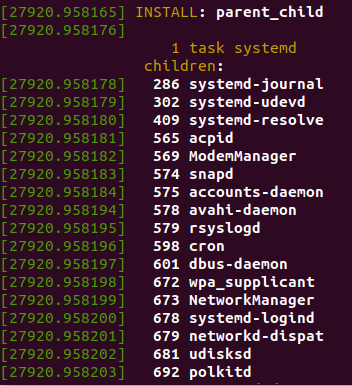 [27920.958165] INSTALL: parent_child
[27920.958176]
1 task systemd
children:
[27920.958178] 286 systemd-journal
[27920.958179] 302 systemd-udevd
[27920.958180] 409 systemd-resolve
[27920.958181] 565 acpid
[27920.958182] 569 ModemManager
[27920.958183] 574 snapd
[27920.958184] 575 accounts-daemon
[27920.958194] 578 avahi-daemon
[27920.958195] 579 rsyslogd
[27920.958196] 598 cron
[27920.958197] 601 dbus-daemon
[27920.958198] 672 wpa_supplicant
[27920.958199] 673 NetworkManager
[27920.958200] 678 systemd-logind
[27920.958201] 679 networkd-dispat
[27920.958202] 681 udisksd
[27920.958203] 692 polkitd